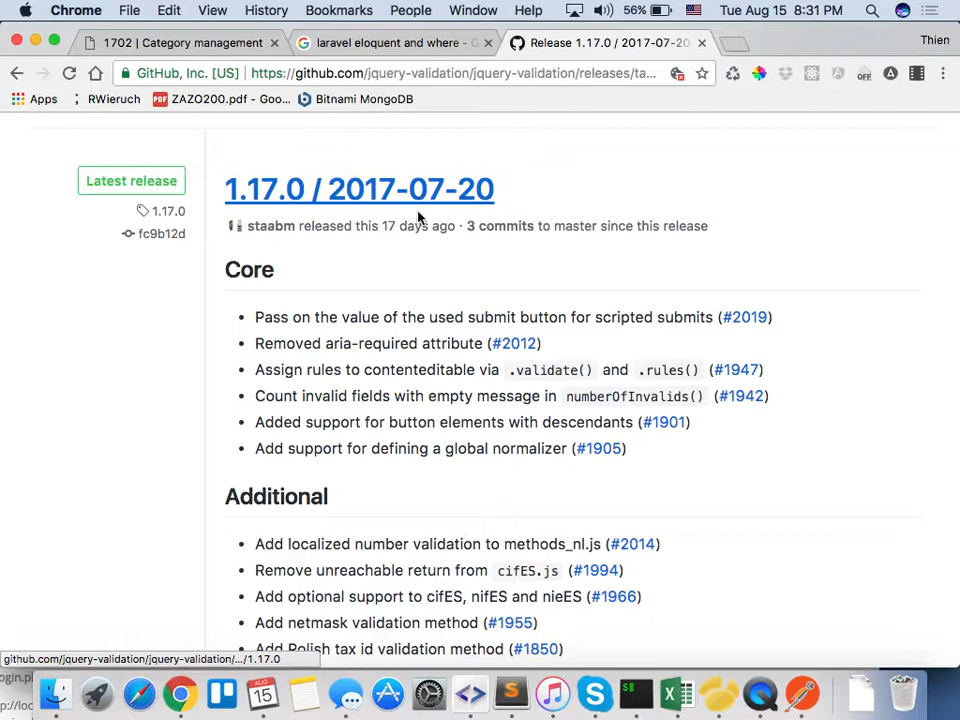 Chrome File Edit View History Bookmarks People Window Help 56% Tue Aug 15 8:31 PM
1702 | Category management
laravel eloquent and where - G
Release 1.17.0 / 2017-07-20
Thien
GitHub, Inc. [US] | https://github.com/jquery-validation/jquery-validation/releases/ta...
OFF
Apps RWieruch ZAZO200.pdf - Goo... Bitnami MongoDB
Latest release
1.17.0
fc9b12d
1.17.0 / 2017-07-20
staabm released this 17 days ago · 3 commits to master since this release
Core
• Pass on the value of the used submit button for scripted submits (#2019)
• Removed aria-required attribute (#2012)
• Assign rules to contenteditable via .validate() and .rules() (#1947)
• Count invalid fields with empty message in numberOfInvalids() (#1942)
• Added support for button elements with descendants (#1901)
• Add support for defining a global normalizer (#1905)
Additional
• Add localized number validation to methods_nl.js (#2014)
• Remove unreachable return from cifES.js (#1994)
• Add optional support to cifES, nifES and nieES (#1966)
• Add netmask validation method (#1955)
• Add Polish tax id validation method (#1850)
github.com/jquery-validation/jquery-validation/.../1.17.0
ogin.p
p://loc
AUG
15